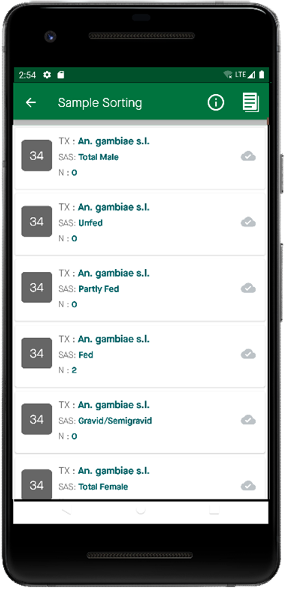 2:54 LTE
Sample Sorting
34
TX : An. gambiae s.l.
SAS: Total Male
N : 0
34
TX : An. gambiae s.l.
SAS: Unfed
N : 0
34
TX : An. gambiae s.l.
SAS: Partly Fed
N : 0
34
TX : An. gambiae s.l.
SAS: Fed
N : 2
34
TX : An. gambiae s.l.
SAS: Gravid/Semigravid
N : 0
34
TX : An. gambiae s.l.
SAS: Total Female